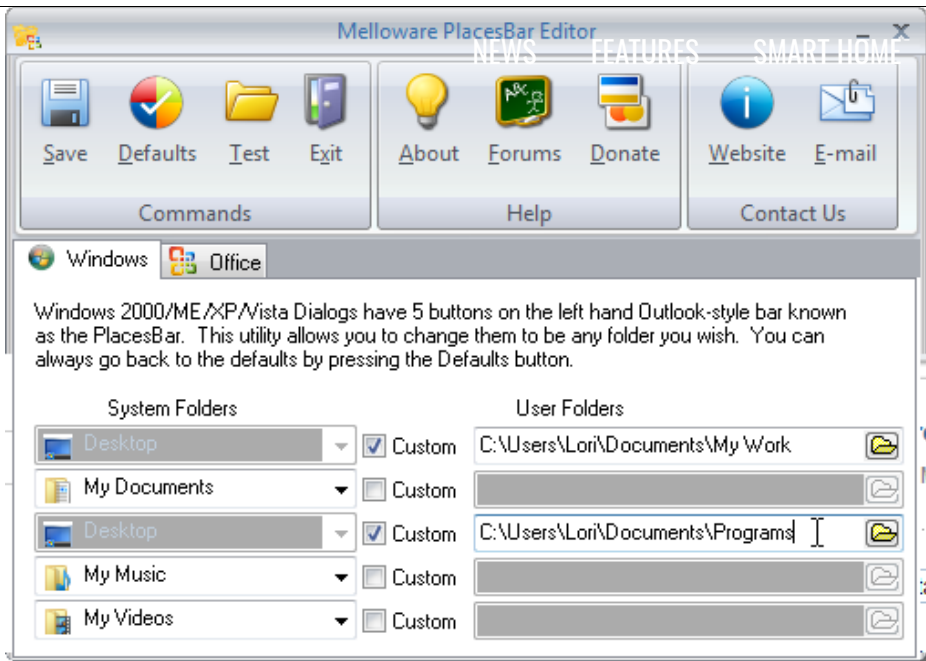 Melloware PlacesBar Editor
NEWS FEATURES SMART HOME
Save Defaults Test Exit About Forums Donate Website E-mail
Commands Help Contact Us
Windows Office
Windows 2000/ME/XP/Vista Dialogs have 5 buttons on the left hand Outlook-style bar known
as the PlacesBar. This utility allows you to change them to be any folder you wish. You can
always go back to the defaults by pressing the Defaults button.
System Folders User Folders
Desktop Custom C:\Users\Lori\Documents\My Work
My Documents Custom
Desktop Custom C:\Users\Lori\Documents\Programs
My Music Custom
My Videos Custom